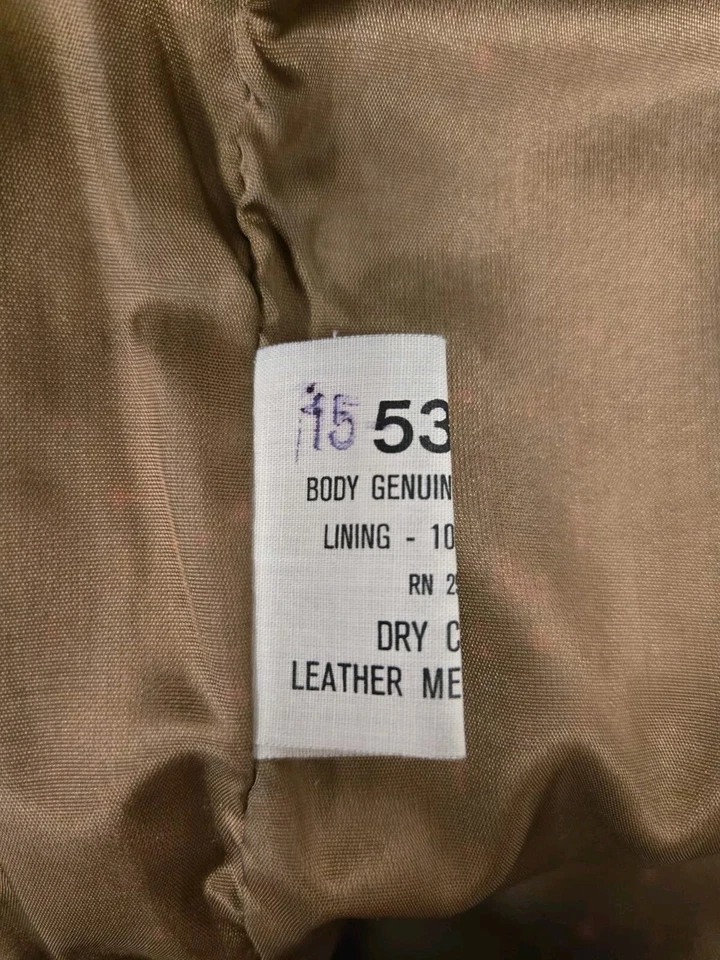 15 53
BODY GENUIN
LINING - 10
RN 2
DRY C
LEATHER ME